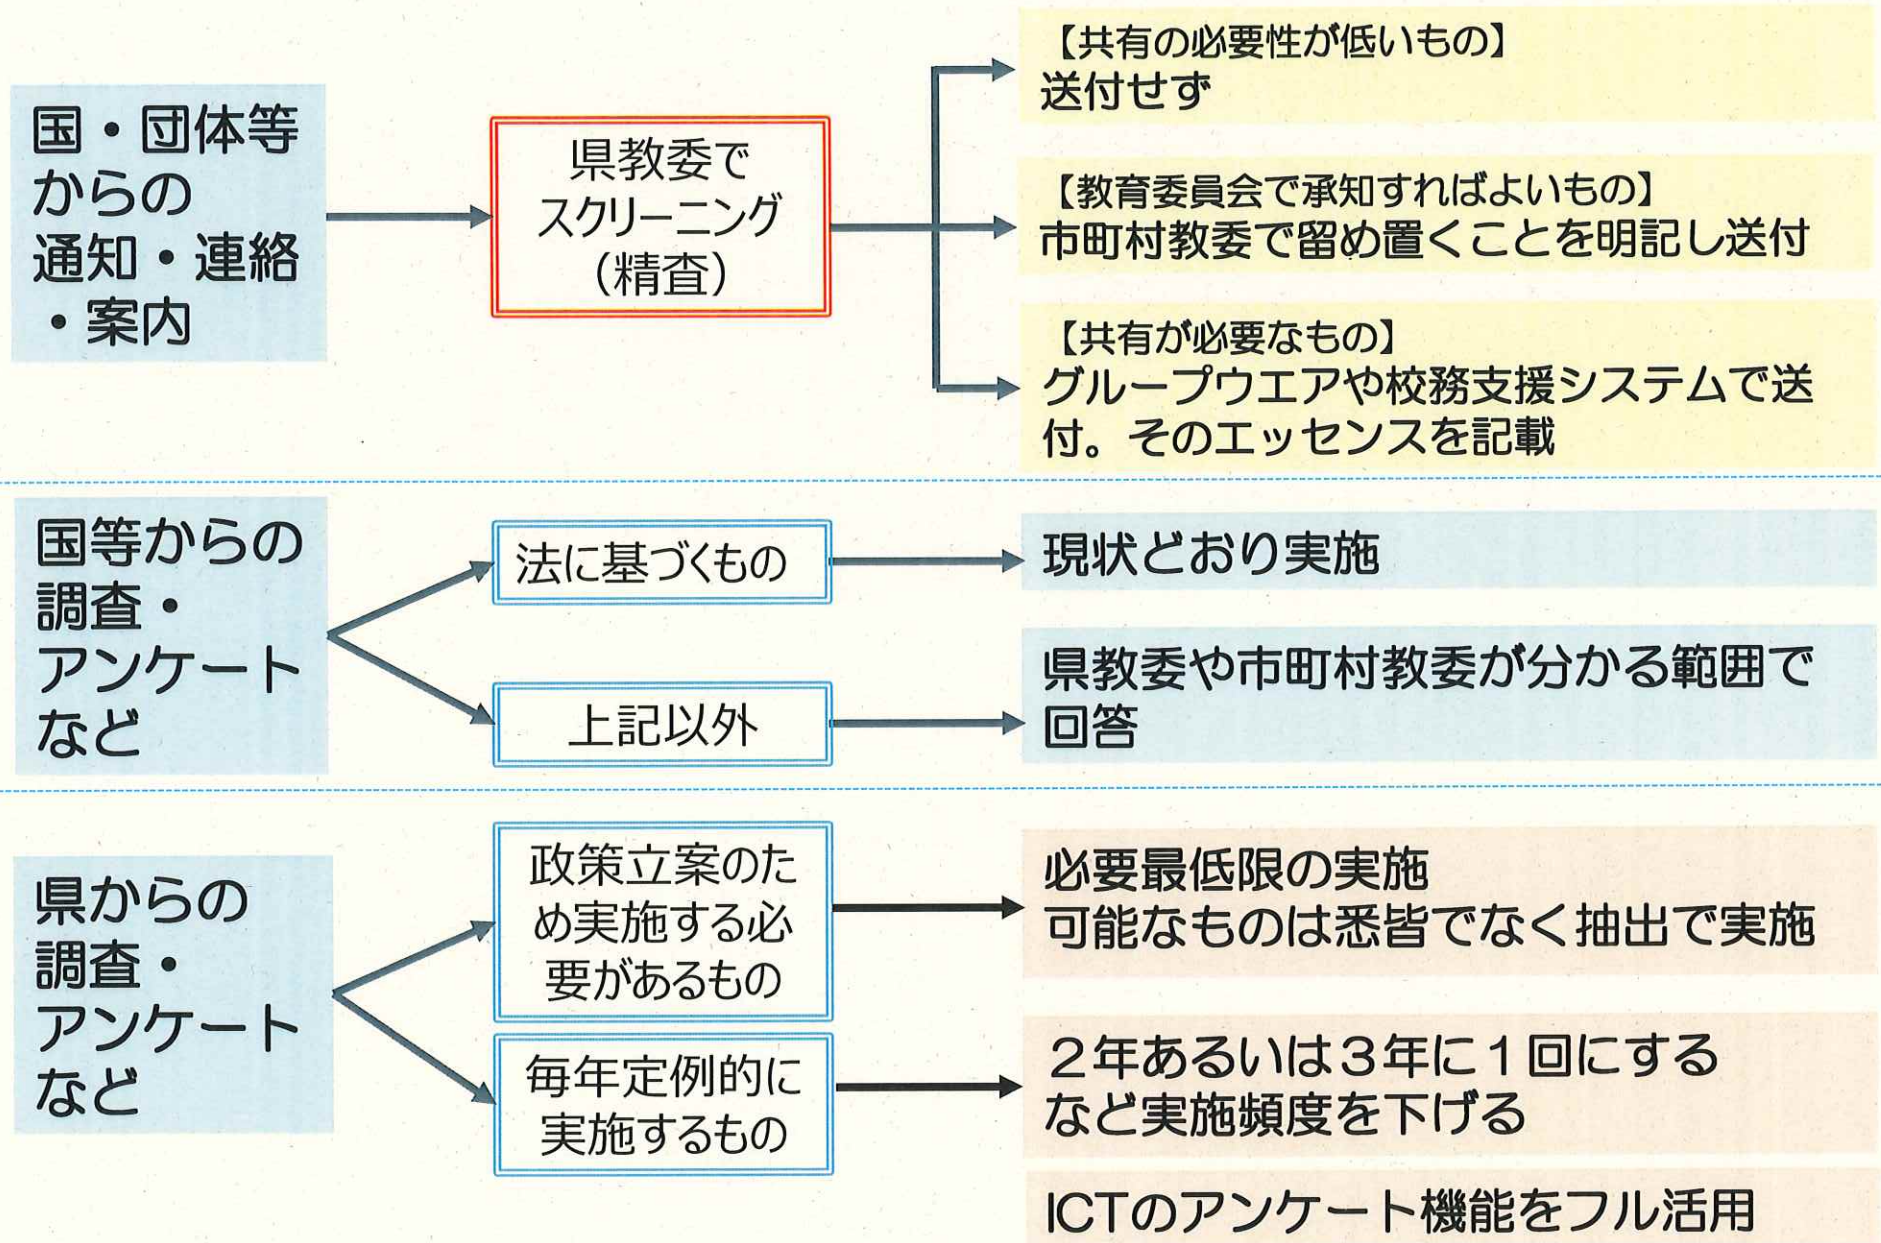 国・団体等
からの
通知・連絡
・案内
県教委で
スクリーニング
（精査）
【共有の必要性が低いもの】
送付せず
【教育委員会で承知すればよいもの】
市町村教委で留め置くことを明記し送付
【共有が必要なもの】
グループウエアや校務支援システムで送
付。そのエッセンスを記載
国等からの
調査・
アンケート
など
法に基づくもの
現状どおり実施
上記以外
県教委や市町村教委が分かる範囲で
回答
県からの
調査・
アンケート
など
政策立案のた
め実施する必
要があるもの
必要最低限の実施
可能なものは悉皆でなく抽出で実施
毎年定例的に
実施するもの
２年あるいは３年に１回にする
など実施頻度を下げる
ICTのアンケート機能をフル活用